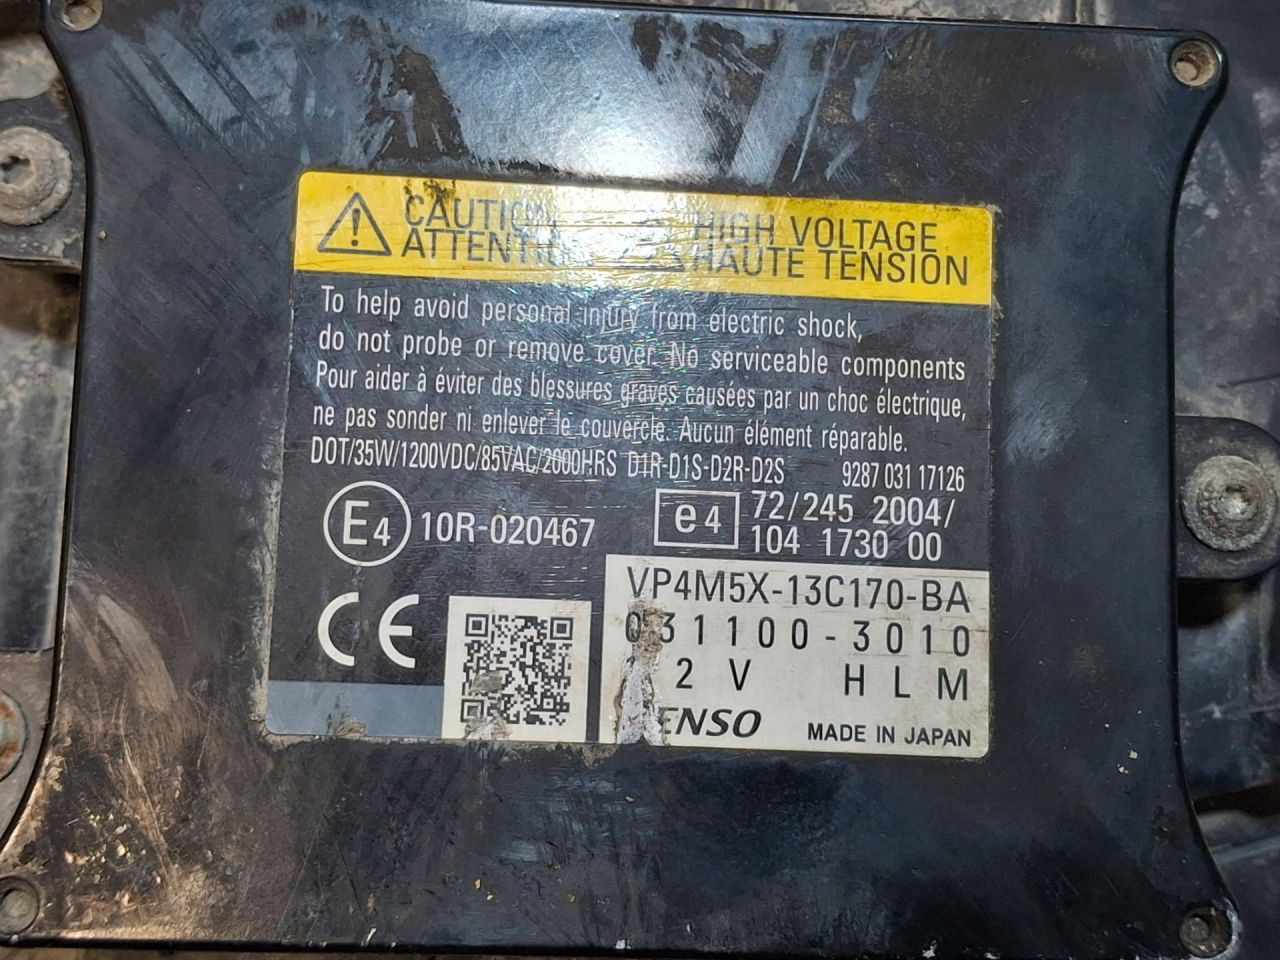 CAUTION HIGH VOLTAGE
ATTENTION HAUTE TENSION
To help avoid personal injury from electric shock,
do not probe or remove cover. No serviceable components
Pour aider à éviter des blessures graves causées par un choc électrique,
ne pas sonder ni enlever le couvercle. Aucun élément réparable.
DOT/35W/1200VDC/85VAC/2000HRS D1R-D1S-D2R-D2S 9287 031 17126
E4 10R-020467 e4 72/245 2004/
104 1730 00
CE
VP4M5X-13C170-BA
031100-3010
2 V HLM
ENSO MADE IN JAPAN